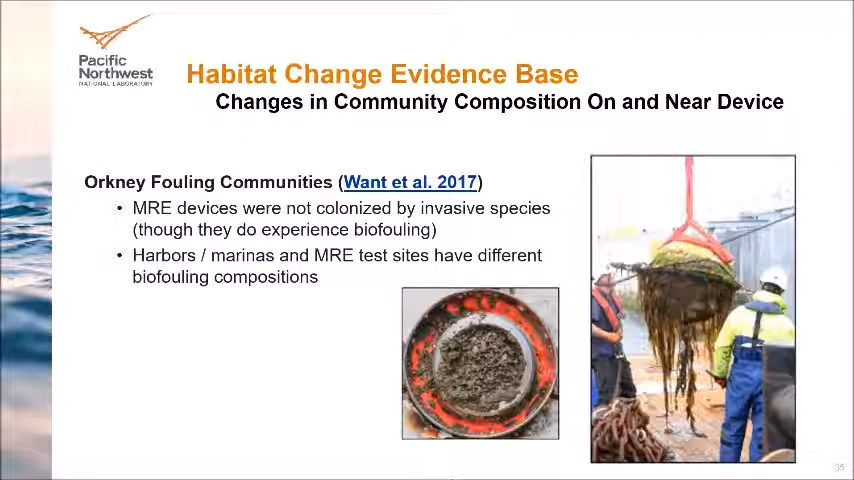 Pacific
Northwest
NATIONAL LABORATORY
Habitat Change Evidence Base
Changes in Community Composition On and Near Device
Orkney Fouling Communities (Want et al. 2017)
• MRE devices were not colonized by invasive species
(though they do experience biofouling)
• Harbors / marinas and MRE test sites have different
biofouling compositions
35